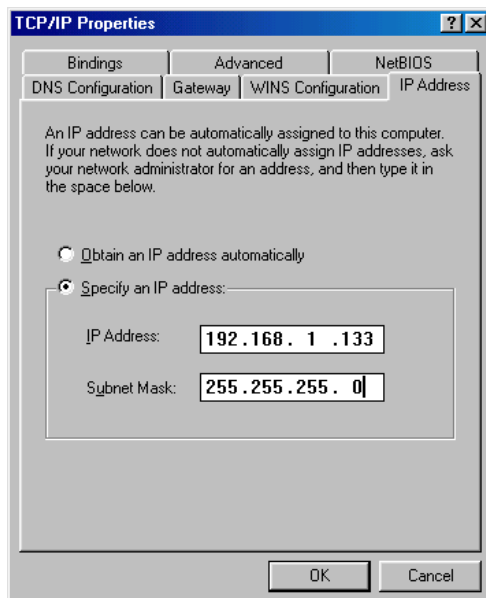 TCP/IP Properties
Bindings Advanced NetBIOS
DNS Configuration Gateway WINS Configuration IP Address
An IP address can be automatically assigned to this computer.
If your network does not automatically assign IP addresses, ask
your network administrator for an address, and then type it in
the space below.
Obtain an IP address automatically
Specify an IP address:
IP Address: 192.168. 1 .133
Subnet Mask: 255.255.255. 0
OK Cancel